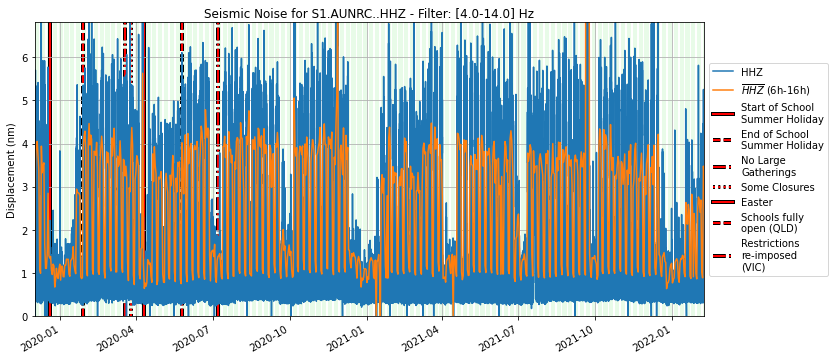 Seismic Noise for S1.AUNRC..HHZ - Filter: [4.0-14.0] Hz
Displacement (nm)
6
5
4
3
2
1
0
2020-01
2020-04
2020-07
2020-10
2021-01
2021-04
2021-07
2021-10
2022-01
HHZ
HHZ (6h-16h)
Start of School
Summer Holiday
End of School
Summer Holiday
No Large
Gatherings
Some Closures
Easter
Schools fully
open (QLD)
Restrictions
re-imposed
(VIC)